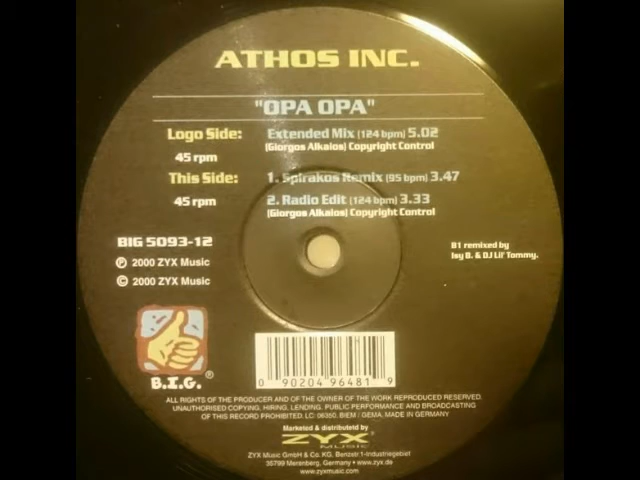 ATHOS INC.
"OPA OPA"
Logo Side: Extended Mix (124 bpm) 5.02
(Giorgos Alkaios) Copyright Control
45 rpm
This Side: 1. Spirakos Remix (95 bpm) 3.47
45 rpm 2. Radio Edit (124 bpm) 3.33
(Giorgos Alkaios) Copyright Control
BIG 5093-12
B1 remixed by
Isy B. & DJ Lil' Tommy.
℗ 2000 ZYX Music
© 2000 ZYX Music
B.I.G.®
0 90204 96481 9
ALL RIGHTS OF THE PRODUCER AND OF THE OWNER OF THE WORK REPRODUCED RESERVED.
UNAUTHORISED COPYING, HIRING, LENDING, PUBLIC PERFORMANCE AND BROADCASTING
OF THIS RECORD PROHIBITED. LC: 06350. BIEM / GEMA. MADE IN GERMANY
Marketed & distributetd by
ZYX®
MUSIC
ZYX Music GmbH & Co. KG, Benzstr.1-Industriegebiet
35799 Merenberg, Germany • www.zyx.de
www.zyxmusic.com